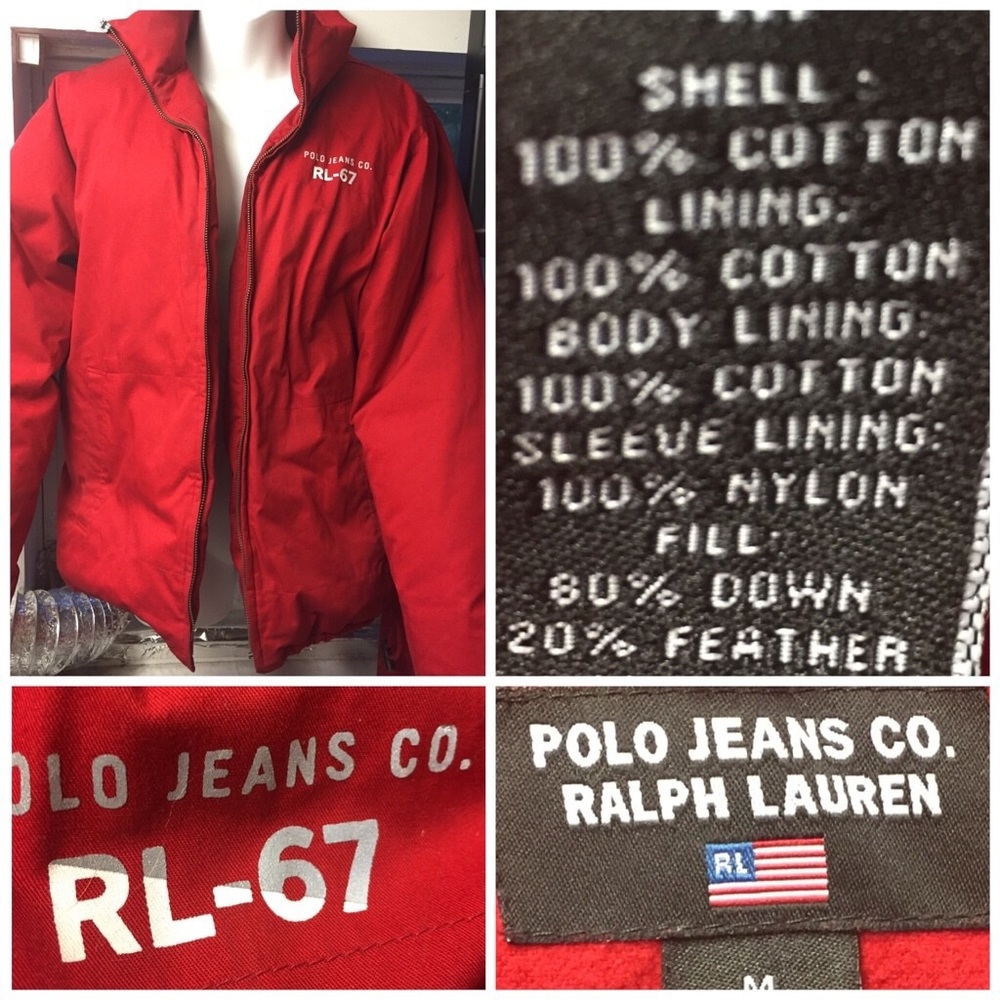 POLO JEANS CO.
RL-67
SHELL:
100% COTTON
LINING:
100% COTTON
BODY LINING:
100% COTTON
SLEEVE LINING:
100% NYLON
FILL:
80% DOWN
20% FEATHER
OLO JEANS CO.
RL-67
POLO JEANS CO.
RALPH LAUREN
RL
M